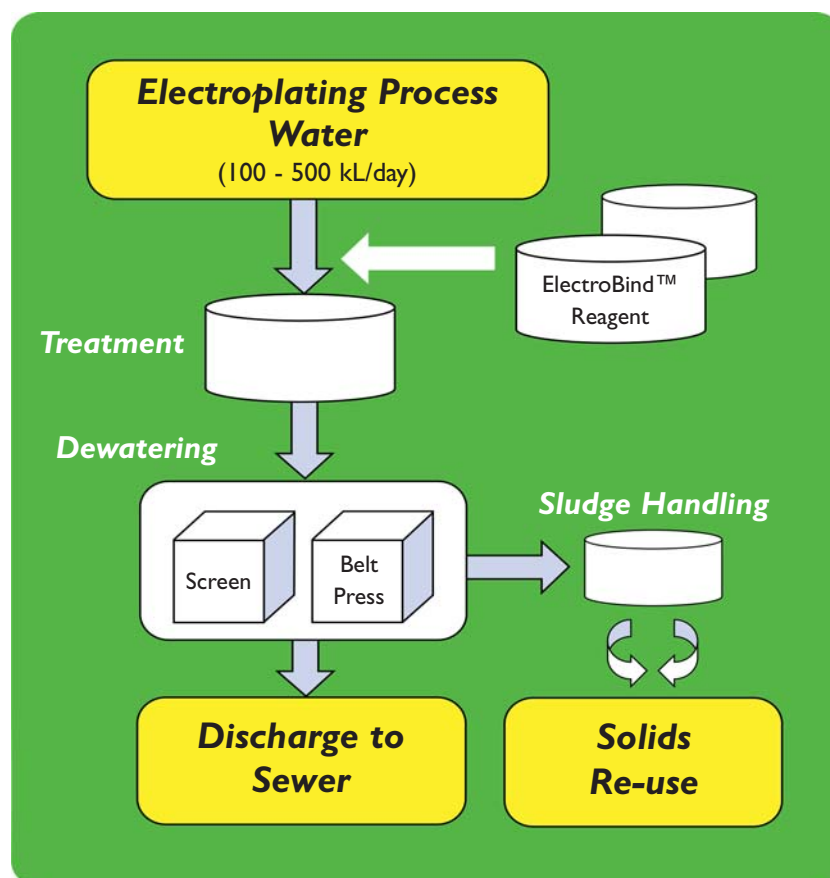 Electroplating Process
Water
(100 - 500 kL/day)
ElectroBind™
Reagent
Treatment
Dewatering
Screen
Belt
Press
Sludge Handling
Discharge to
Sewer
Solids
Re-use